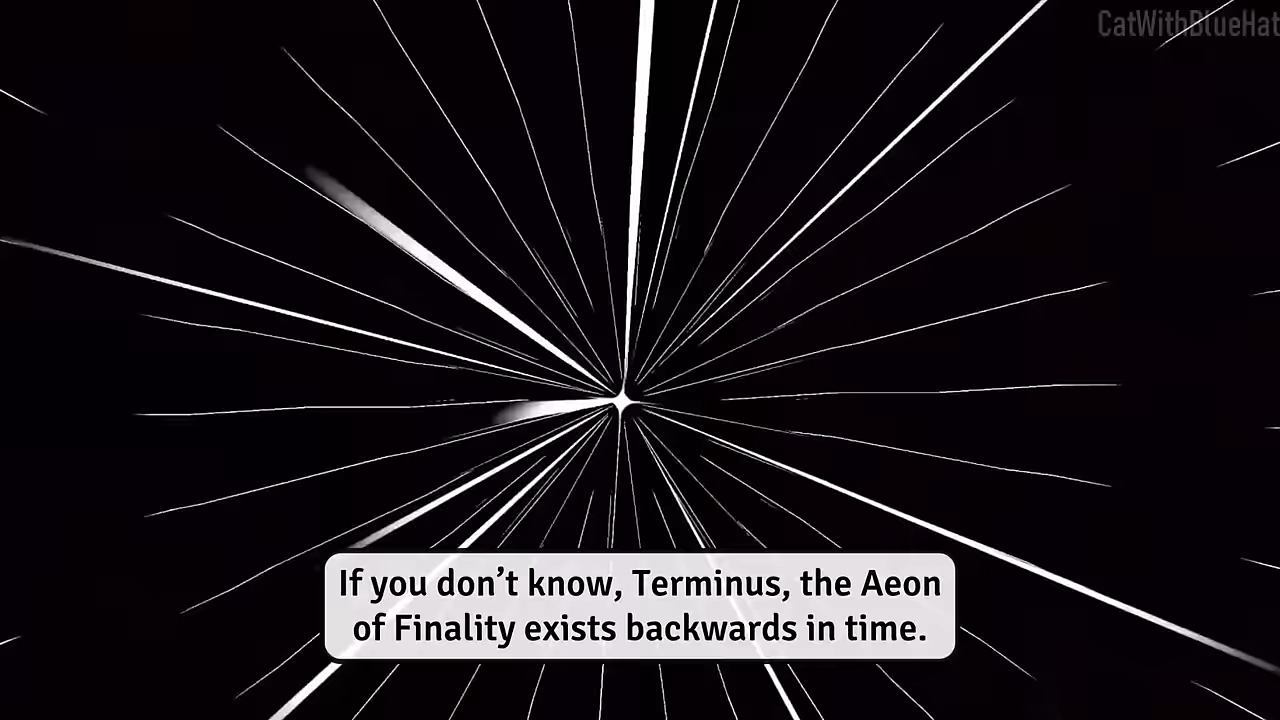 CatWithBlueHat
If you don’t know, Terminus, the Aeon
of Finality exists backwards in time.